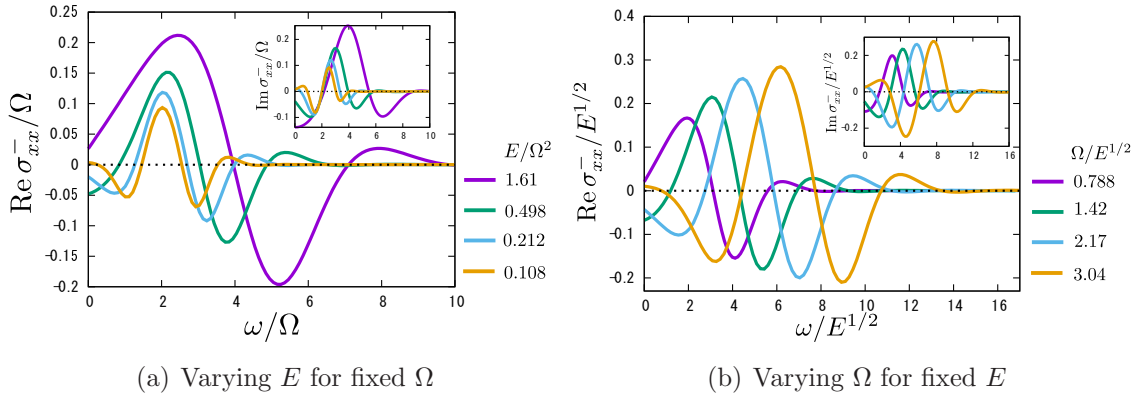 0.25
0.2
0.15
0.1
0.05
0
-0.05
-0.1
-0.15
-0.2
Re σ⁻ₓₓ/Ω
0 2 4 6 8 10
ω/Ω
0.2
0.1
0
-0.1
Im σ⁻ₓₓ/Ω
0 2 4 6 8 10
E/Ω²
1.61
0.498
0.212
0.108
(a) Varying E for fixed Ω
0.4
0.3
0.2
0.1
0
-0.1
-0.2
Re σ⁻ₓₓ/E^{1/2}
0 2 4 6 8 10 12 14 16
ω/E^{1/2}
0.2
0
-0.2
Im σ⁻ₓₓ/E^{1/2}
0 4 8 12 16
Ω/E^{1/2}
0.788
1.42
2.17
3.04
(b) Varying Ω for fixed E